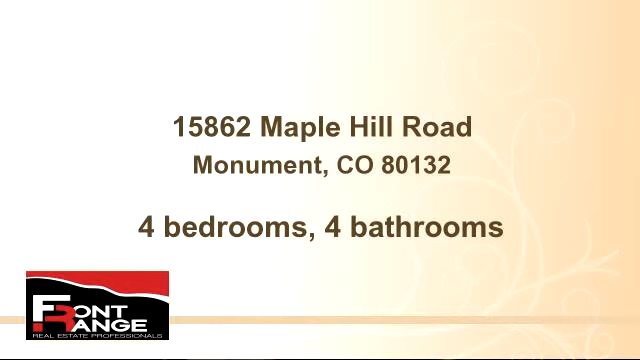 15862 Maple Hill Road
Monument, CO 80132
4 bedrooms, 4 bathrooms
FRONT
RANGE
REAL ESTATE PROFESSIONALS